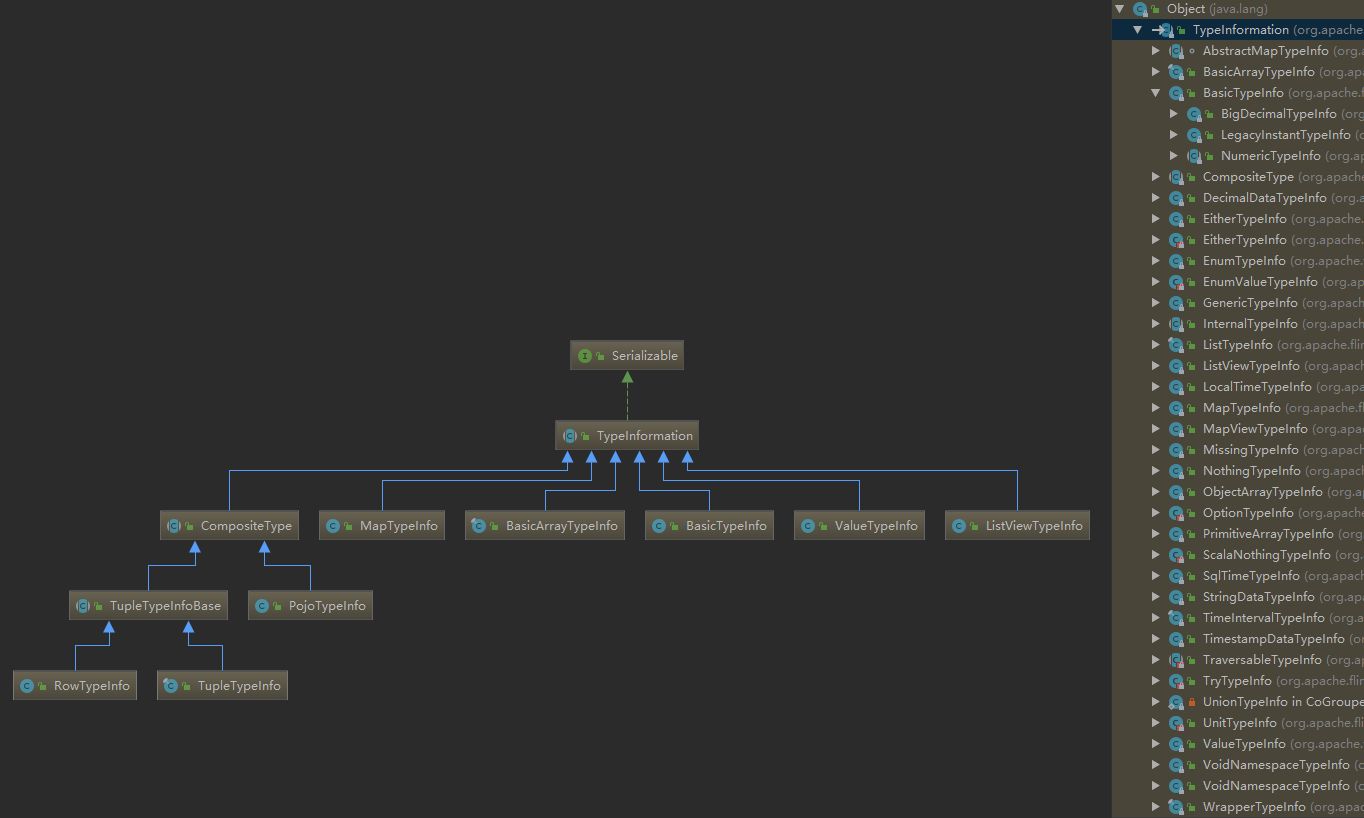 Serializable
TypeInformation
CompositeType
MapTypeInfo
BasicArrayTypeInfo
BasicTypeInfo
ValueTypeInfo
ListViewTypeInfo
TupleTypeInfoBase
PojoTypeInfo
RowTypeInfo
TupleTypeInfo
Object (java.lang)
TypeInformation (org.apache
AbstractMapTypeInfo (org.a
BasicArrayTypeInfo (org.apa
BasicTypeInfo (org.apache.f
BigDecimalTypeInfo (org
LegacyInstantTypeInfo (o
NumericTypeInfo (org.ap
CompositeType (org.apache
DecimalDataTypeInfo (org.a
EitherTypeInfo (org.apache.
EitherTypeInfo (org.apache.
EnumTypeInfo (org.apache.
EnumValueTypeInfo (org.ap
GenericTypeInfo (org.apach
InternalTypeInfo (org.apach
ListTypeInfo (org.apache.flin
ListViewTypeInfo (org.apach
LocalTimeTypeInfo (org.apa
MapTypeInfo (org.apache.fl
MapViewTypeInfo (org.apac
MissingTypeInfo (org.apach
NothingTypeInfo (org.apach
ObjectArrayTypeInfo (org.a
OptionTypeInfo (org.apache
PrimitiveArrayTypeInfo (org
ScalaNothingTypeInfo (org.
SqlTimeTypeInfo (org.apach
StringDataTypeInfo (org.apa
TimeIntervalTypeInfo (org.a
TimestampDataTypeInfo (or
TraversableTypeInfo (org.ap
TryTypeInfo (org.apache.flin
UnionTypeInfo in CoGroupe
UnitTypeInfo (org.apache.fli
ValueTypeInfo (org.apache.
VoidNamespaceTypeInfo (o
VoidNamespaceTypeInfo (o
WrapperTypeInfo (org.apac